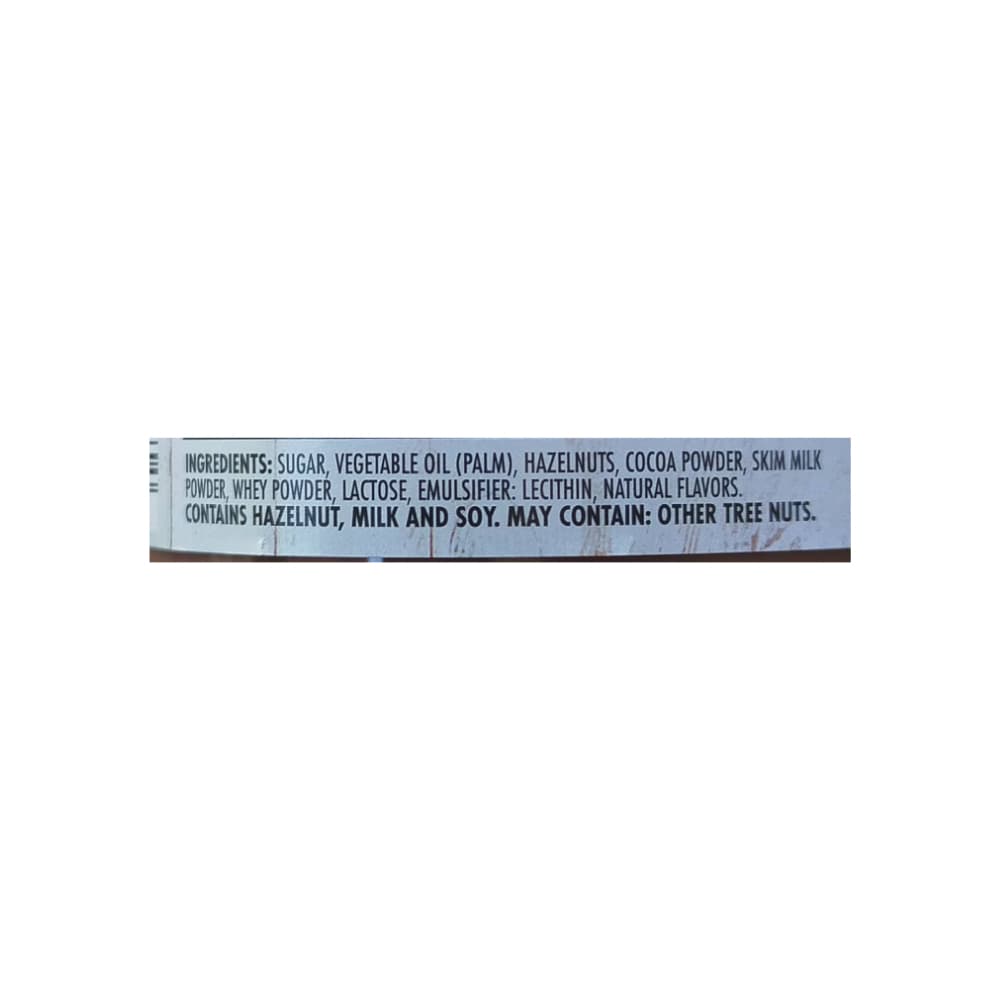 INGREDIENTS: SUGAR, VEGETABLE OIL (PALM), HAZELNUTS, COCOA POWDER, SKIM MILK
POWDER, WHEY POWDER, LACTOSE, EMULSIFIER: LECITHIN, NATURAL FLAVORS.
CONTAINS HAZELNUT, MILK AND SOY. MAY CONTAIN: OTHER TREE NUTS.